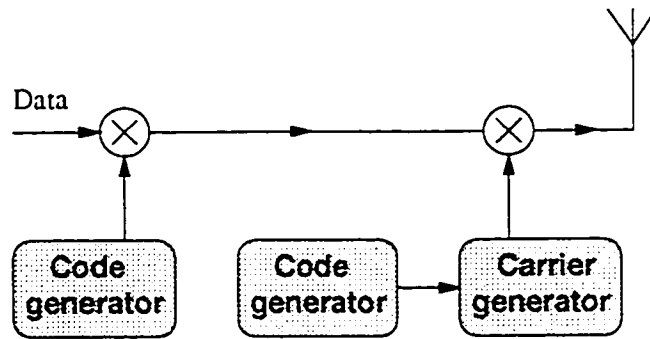 Data
Code
generator
Code
generator
Carrier
generator